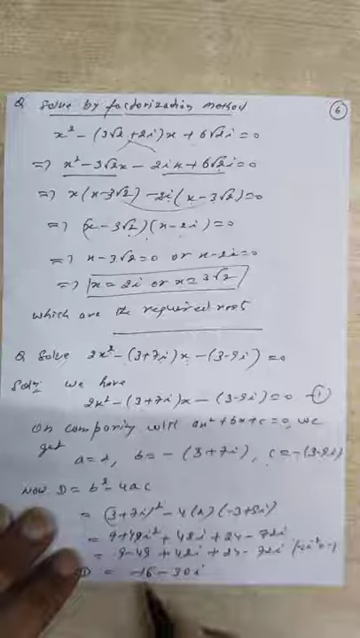 Q Solve by factorization method
6
x² - (3√2 + 2i)x + 6√2i = 0
=> x² - 3√2x - 2ix + 6√2i = 0
=> x(x - 3√2) - 2i(x - 3√2) = 0
=> (x - 3√2)(x - 2i) = 0
=> x - 3√2 = 0 or x - 2i = 0
=> x = 2i or x = 3√2
which are the required roots
Q Solve 2x² - (3+7i)x - (3-9i) = 0
Soln: we have
2x² - (3+7i)x - (3-9i) = 0 - (1)
On comparing with ax² + bx + c = 0, we
get
a = 2, b = -(3+7i), c = -(3-9i)
Now D = b² - 4ac
= (3+7i)² - 4(2)(-3+9i)
= 9 + 49i² + 42i + 24 - 72i
= 9 - 49 + 42i + 24 - 72i
D = -16 - 30i